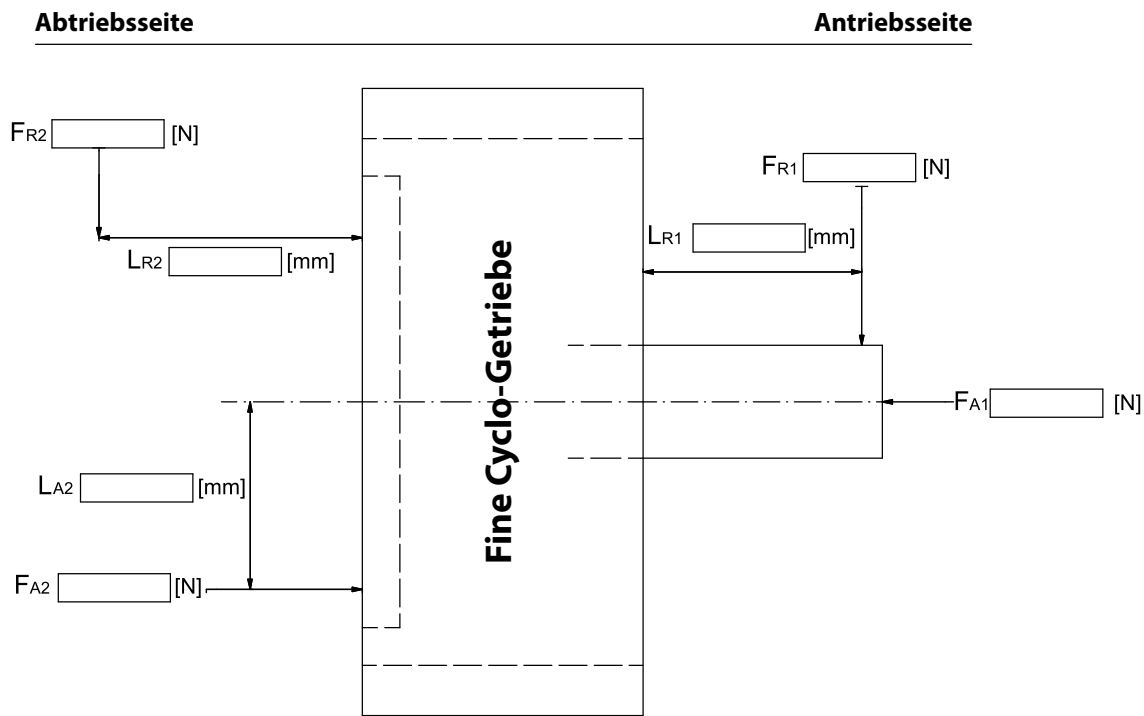 Abtriebsseite
Antriebsseite
FR2 [N]
FR1 [N]
LR1 [mm]
LR2 [mm]
Fine Cyclo-Getriebe
FA1 [N]
LA2 [mm]
FA2 [N]